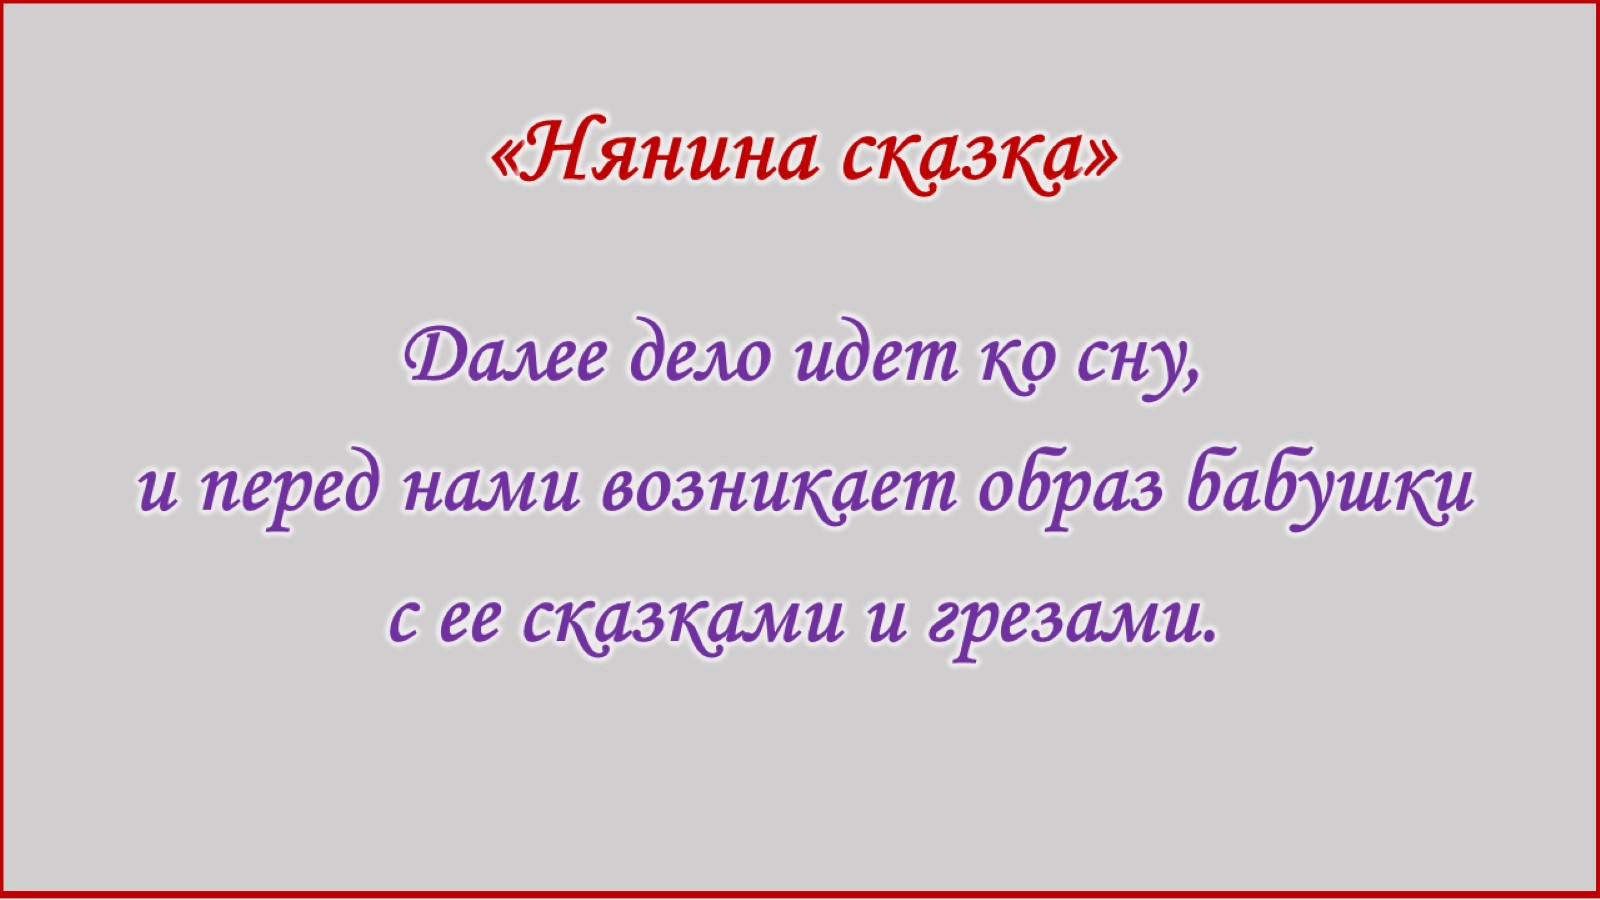 «Нянина сказка»
Далее дело идет ко сну,
и перед нами возникает образ бабушки
с ее сказками и грезами.